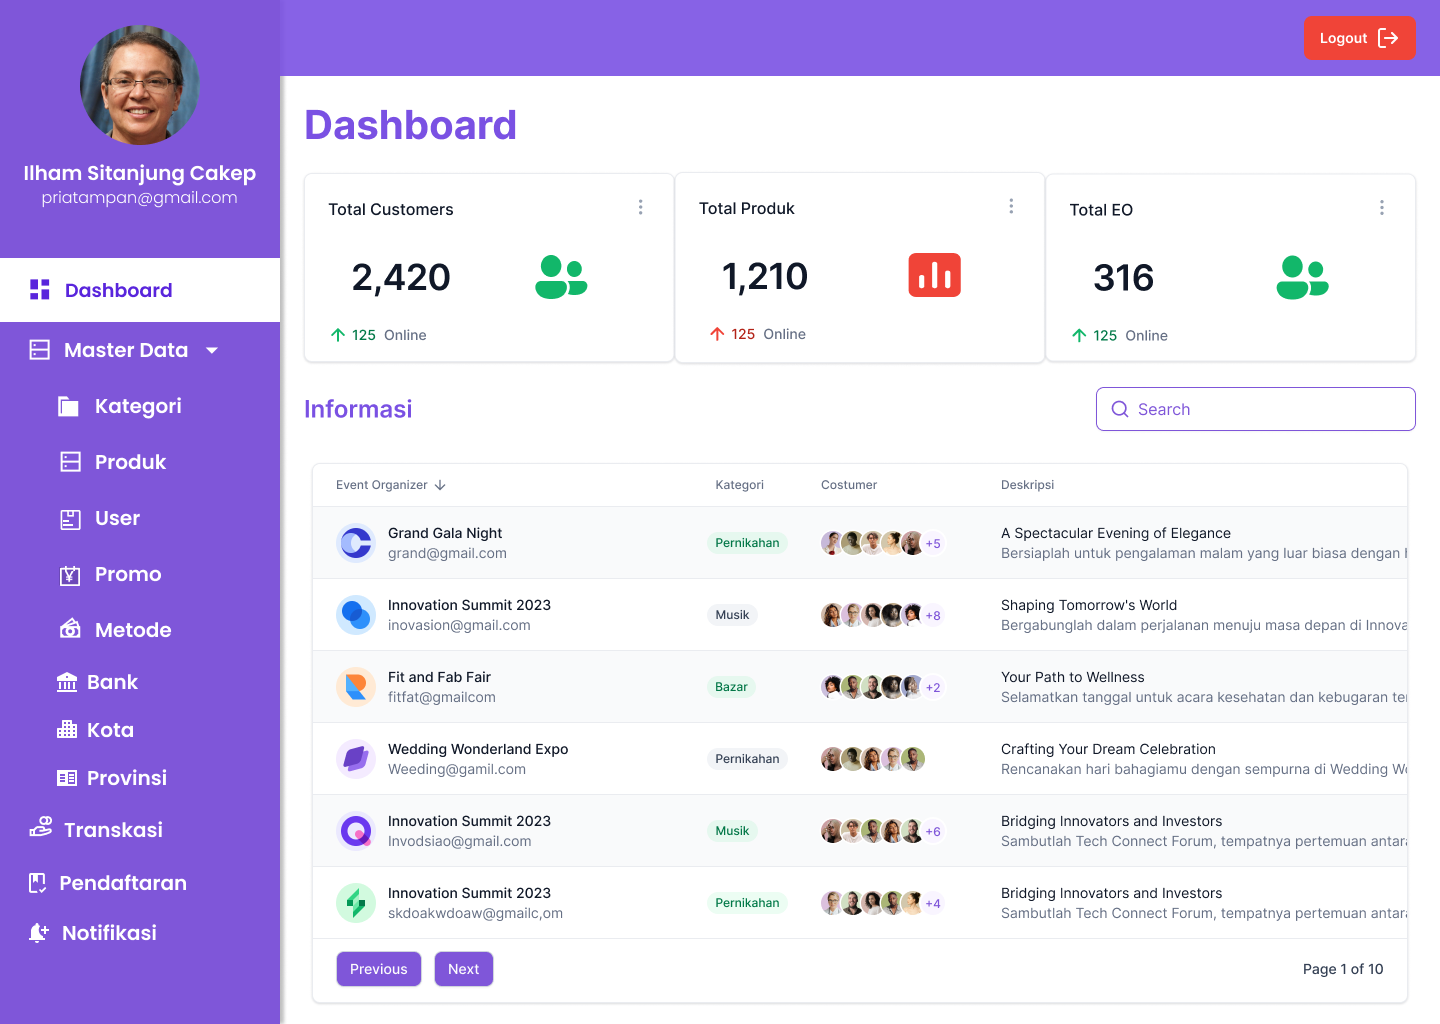 Logout
Ilham Sitanjung Cakep
priatampan@gmail.com
Dashboard
Master Data
Kategori
Produk
User
Promo
Metode
Bank
Kota
Provinsi
Transkasi
Pendaftaran
Notifikasi
Dashboard
Total Customers
2,420
125 Online
Total Produk
1,210
125 Online
Total EO
316
125 Online
Informasi
Search
Event Organizer Kategori Costumer Deskripsi
Grand Gala Night
grand@gmail.com
Pernikahan
+5
A Spectacular Evening of Elegance
Bersiaplah untuk pengalaman malam yang luar biasa dengan
Innovation Summit 2023
inovasion@gmail.com
Musik
+8
Shaping Tomorrow's World
Bergabunglah dalam perjalanan menuju masa depan di Innova
Fit and Fab Fair
fitfat@gmailcom
Bazar
+2
Your Path to Wellness
Selamatkan tanggal untuk acara kesehatan dan kebugaran te
Wedding Wonderland Expo
Weeding@gamil.com
Pernikahan
Crafting Your Dream Celebration
Rencanakan hari bahagiamu dengan sempurna di Wedding W
Innovation Summit 2023
Invodsiao@gmail.com
Musik
+6
Bridging Innovators and Investors
Sambutlah Tech Connect Forum, tempatnya pertemuan antar
Innovation Summit 2023
skdoakwdoaw@gmailc,om
Pernikahan
+4
Bridging Innovators and Investors
Sambutlah Tech Connect Forum, tempatnya pertemuan antar
Previous
Next
Page 1 of 10